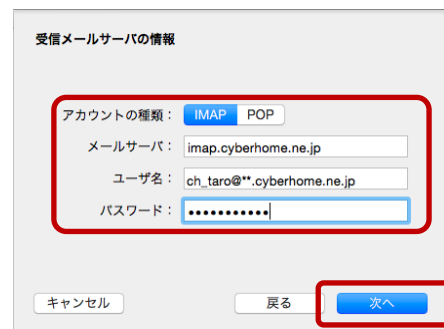 受信メールサーバの情報
アカウントの種類： IMAP POP
メールサーバ： imap.cyberhome.ne.jp
ユーザ名： ch_taro@**.cyberhome.ne.jp
パスワード： •••••••••••
キャンセル 戻る 次へ